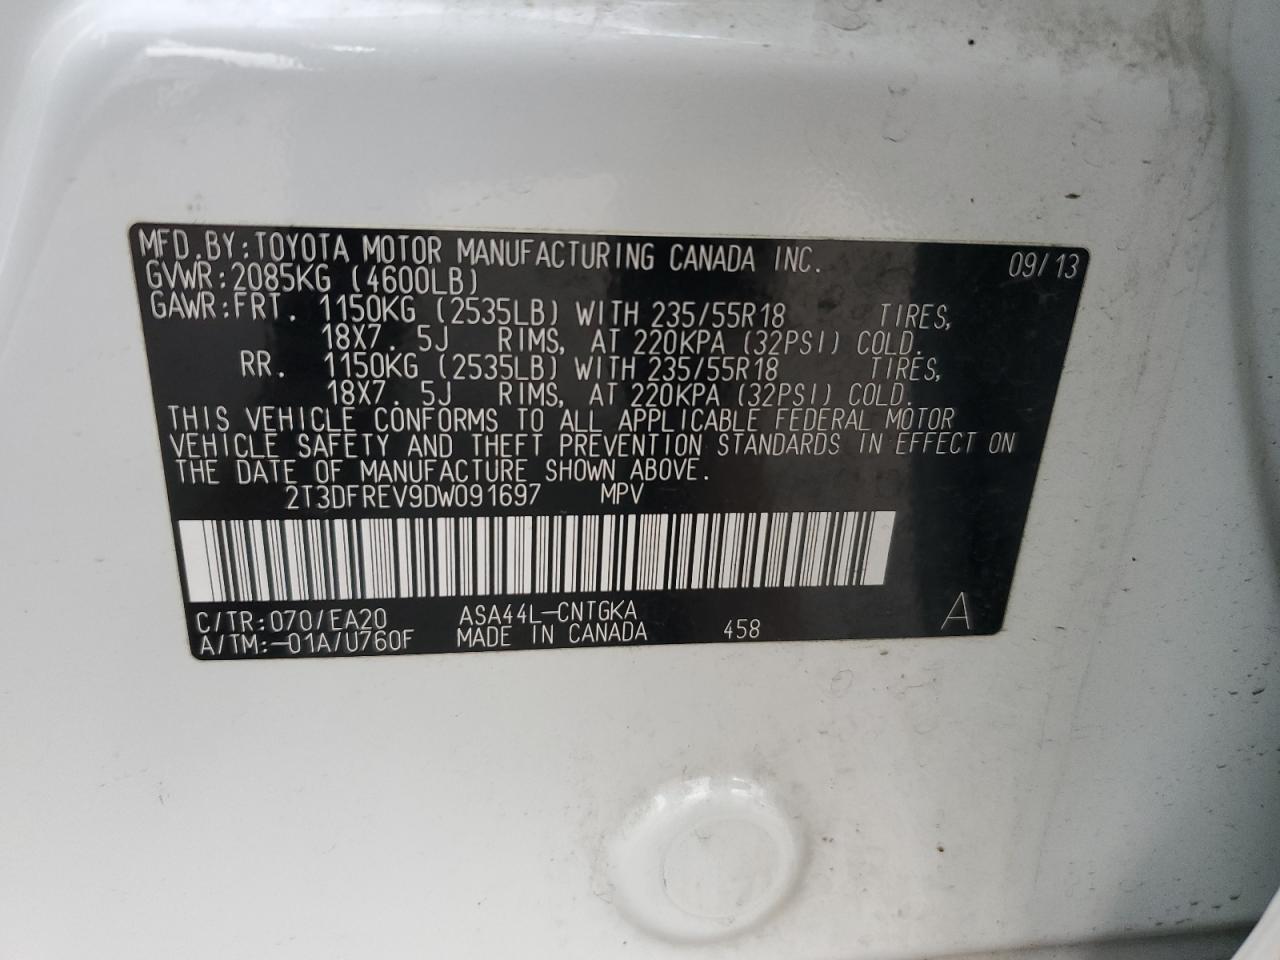 MFD.BY:TOYOTA MOTOR MANUFACTURING CANADA INC. 09/13
GVWR:2085KG (4600LB)
GAWR:FRT. 1150KG (2535LB) WITH 235/55R18 TIRES,
18X7.5J RIMS, AT 220KPA (32PSI) COLD.
RR. 1150KG (2535LB) WITH 235/55R18 TIRES,
18X7.5J RIMS, AT 220KPA (32PSI) COLD.
THIS VEHICLE CONFORMS TO ALL APPLICABLE FEDERAL MOTOR
VEHICLE SAFETY AND THEFT PREVENTION STANDARDS IN EFFECT ON
THE DATE OF MANUFACTURE SHOWN ABOVE.
2T3DFREV9DW091697 MPV
C/TR:070/EA20 ASA44L-CNTGKA
A/TM:-01A/U760F MADE IN CANADA 458 A